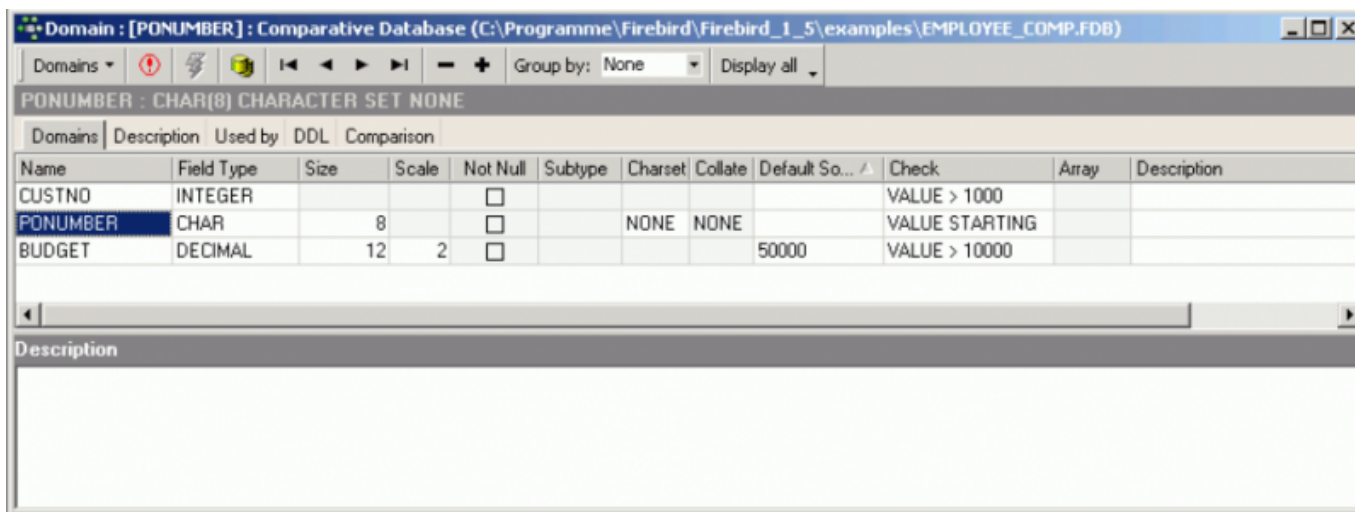 Domain : [PONUMBER] : Comparative Database (C:\Programme\Firebird\Firebird_1_5\examples\EMPLOYEE_COMP.FDB)
Domains Group by: None Display all
PONUMBER : CHAR(8) CHARACTER SET NONE
Domains Description Used by DDL Comparison
Name Field Type Size Scale Not Null Subtype Charset Collate Default So... Check Array Description
CUSTNO INTEGER VALUE > 1000
PONUMBER CHAR 8 NONE NONE VALUE STARTING
BUDGET DECIMAL 12 2 50000 VALUE > 10000
Description